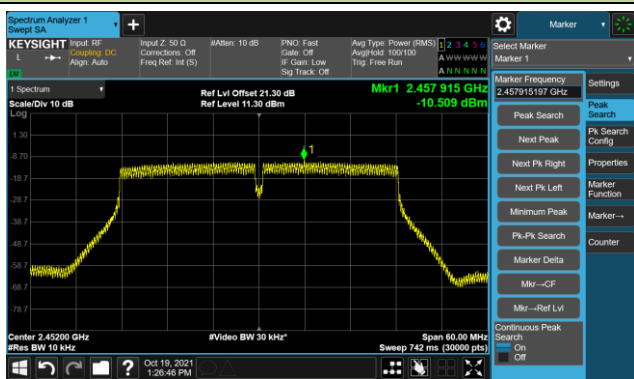 Spectrum Analyzer 1
Swept SA
+
Marker
KEYSIGHT
Input: RF
Coupling: DC
Align: Auto
Input Z: 50 Ω
Corrections: Off
Freq Ref: Int (S)
#Atten: 10 dB
PNO: Fast
Gate: Off
IF Gain: Low
Sig Track: Off
Avg Type: Power (RMS)
Avg|Hold: 100/100
Trig: Free Run
1 2 3 4 5 6
A W W W W W
A N N N N N
L
Select Marker
Marker 1
1 Spectrum
Scale/Div 10 dB
Log
Ref Lvl Offset 21.30 dB
Ref Level 11.30 dBm
Mkr1 2.457 915 GHz
-10.509 dBm
1
1.30
-8.70
-18.7
-28.7
-38.7
-48.7
-58.7
-68.7
-78.7
Center 2.45200 GHz
#Res BW 10 kHz
#Video BW 30 kHz*
Span 60.00 MHz
Sweep 742 ms (30000 pts)
Marker Frequency
2.457915197 GHz
Peak Search
Next Peak
Next Pk Right
Next Pk Left
Minimum Peak
Pk-Pk Search
Marker Delta
Mkr→CF
Mkr→Ref Lvl
Continuous Peak
Search
On
Off
Settings
Peak
Search
Pk Search
Config
Properties
Marker
Function
Marker→
Counter
?
Oct 19, 2021
1:26:46 PM